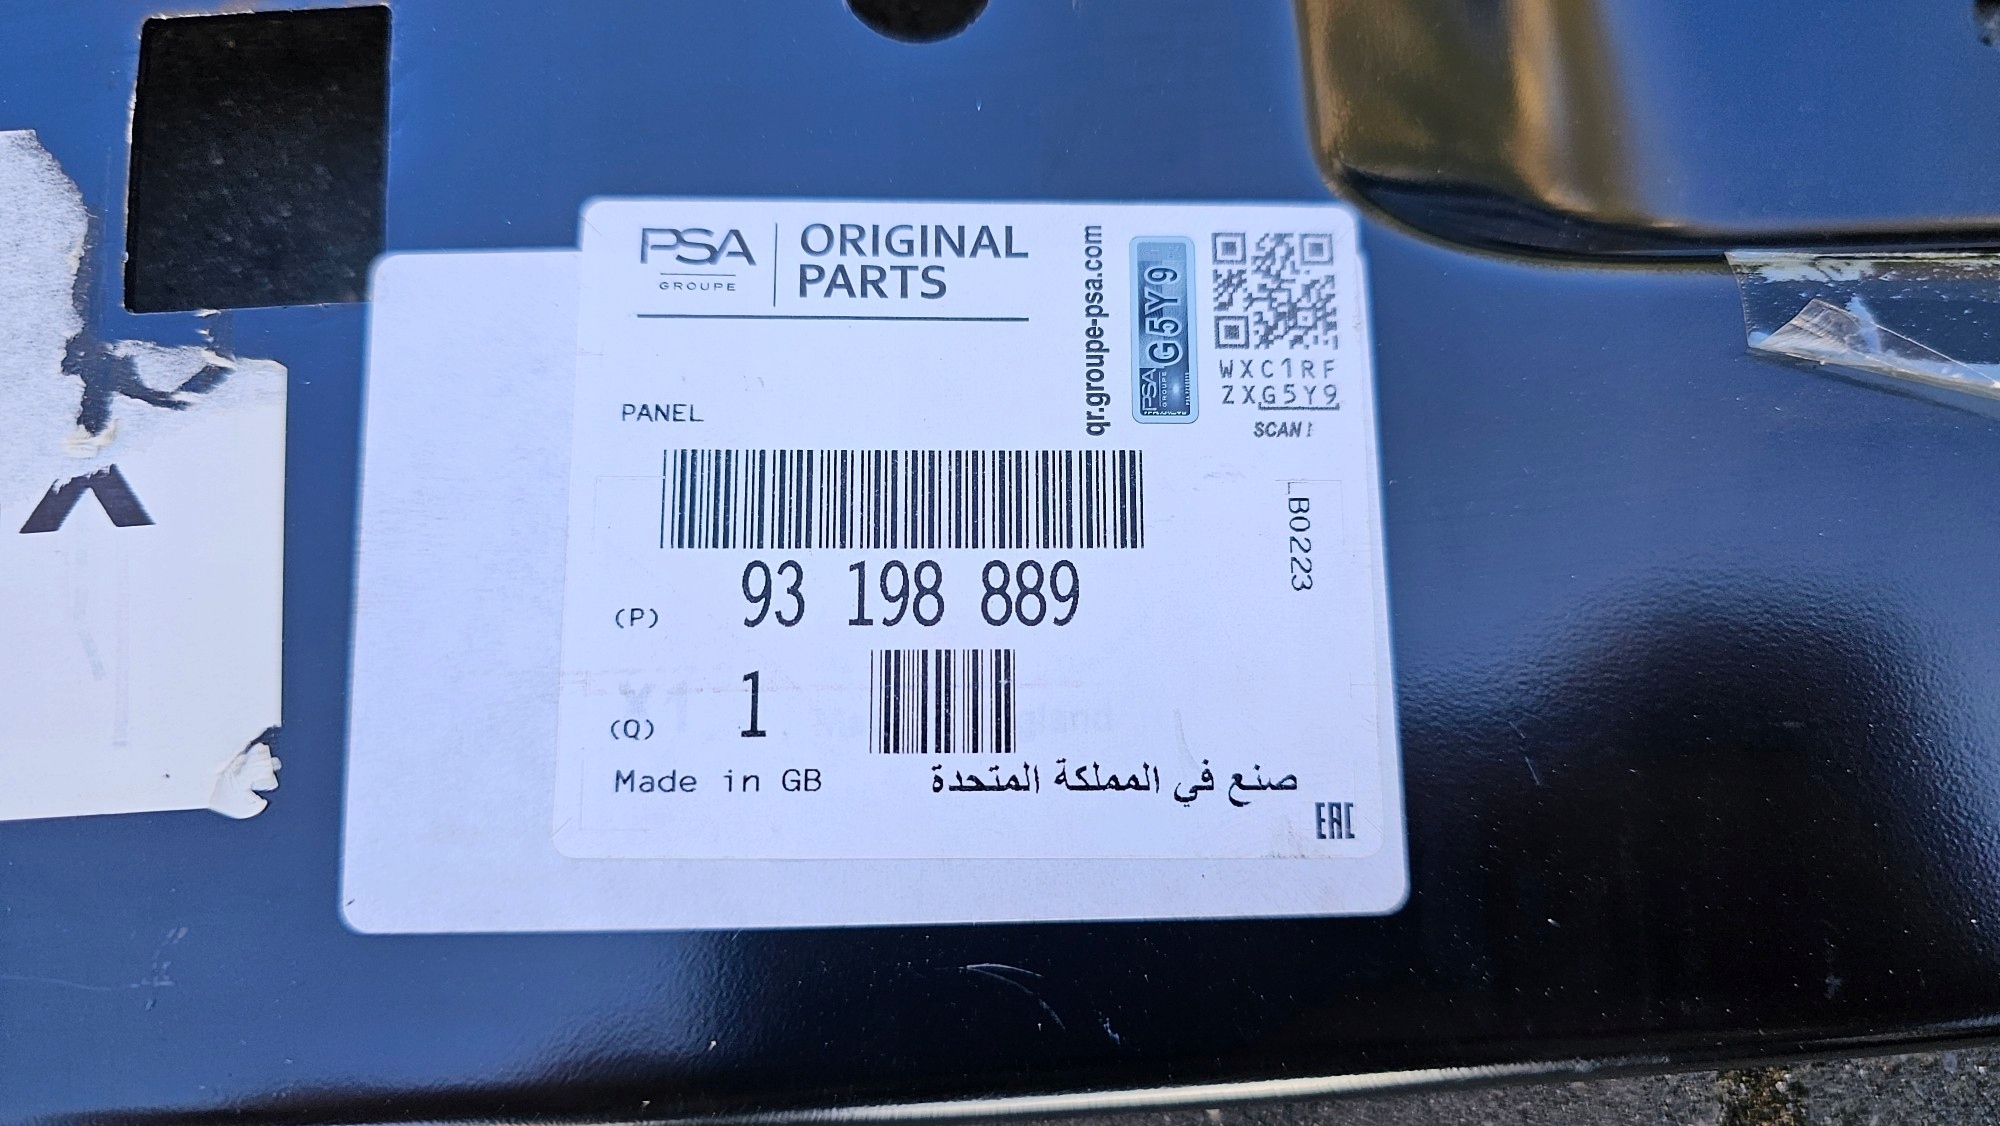 PSA
GROUPE
ORIGINAL
PARTS
qr.groupe-psa.com
PSA
GROUPE
G5Y9
WXC1RF
ZXG5Y9
SCAN!
PANEL
LB0223
(P) 93 198 889
(Q) 1
Made in GB صنع في المملكة المتحدة
EAC